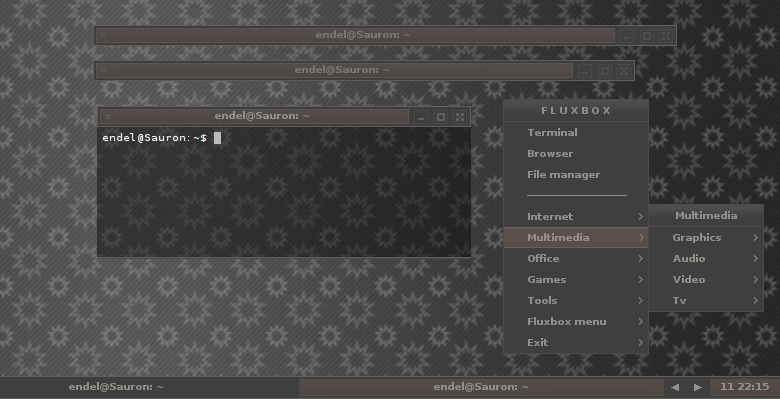 endel@Sauron: ~
endel@Sauron: ~
endel@Sauron: ~
endel@Sauron:~$
FLUXBOX
Terminal
Browser
File manager
Internet
Multimedia
Office
Games
Tools
Fluxbox menu
Exit
Multimedia
Graphics
Audio
Video
Tv
endel@Sauron: ~
endel@Sauron: ~
11 22:15